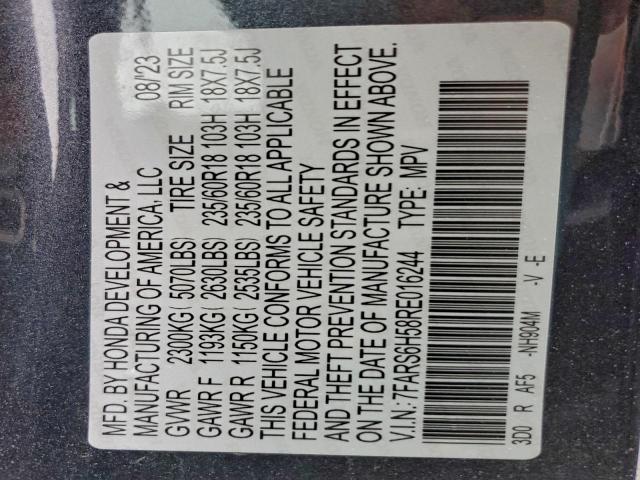 MFD. BY HONDA DEVELOPMENT &
MANUFACTURING OF AMERICA, LLC 08/'23
GVWR 2300KG ( 5070LBS) TIRE SIZE RIM SIZE
GAWR F 1193KG ( 2630LBS) 235/60R18 103H 18X7.5J
GAWR R 1150KG ( 2535LBS) 235/60R18 103H 18X7.5J
THIS VEHICLE CONFORMS TO ALL APPLICABLE
FEDERAL MOTOR VEHICLE SAFETY
AND THEFT PREVENTION STANDARDS IN EFFECT
ON THE DATE OF MANUFACTURE SHOWN ABOVE.
V.I.N.: 7FARS6H58RE016244 TYPE: MPV
3D0 R AF5 -NH904M -V -E